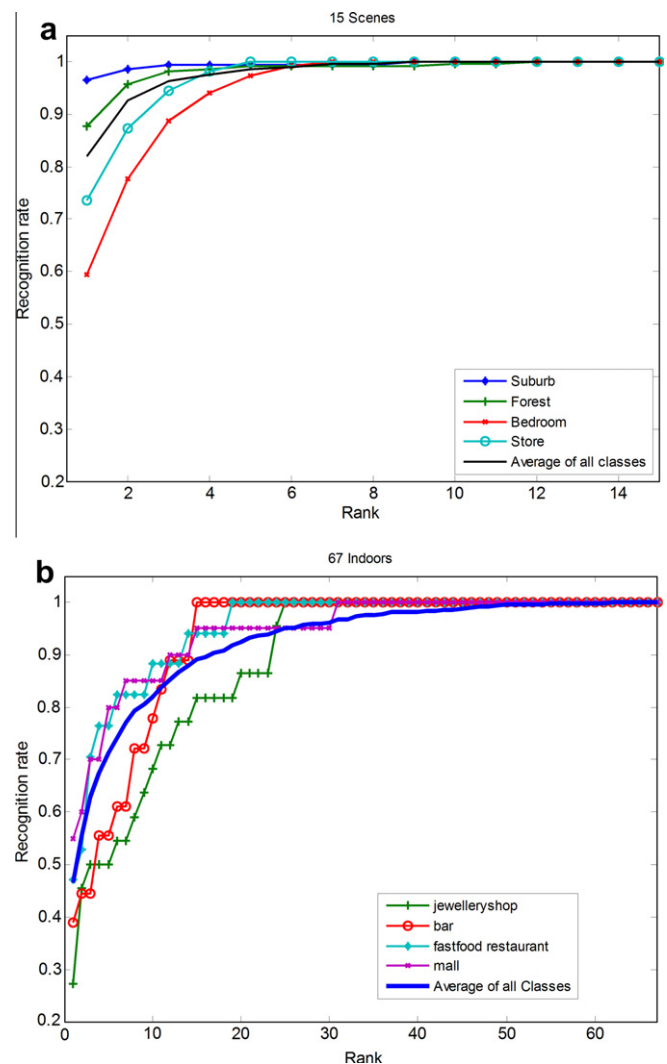 a
15 Scenes
1
0.9
0.8
0.7
0.6
0.5
0.4
0.3
0.2
Recognition rate
Suburb
Forest
Bedroom
Store
Average of all classes
2 4 6 8 10 12 14
Rank
b
67 Indoors
1
0.9
0.8
0.7
0.6
0.5
0.4
0.3
0.2
Recognition rate
jewelleryshop
bar
fastfood restaurant
mall
Average of all Classes
0 10 20 30 40 50 60
Rank